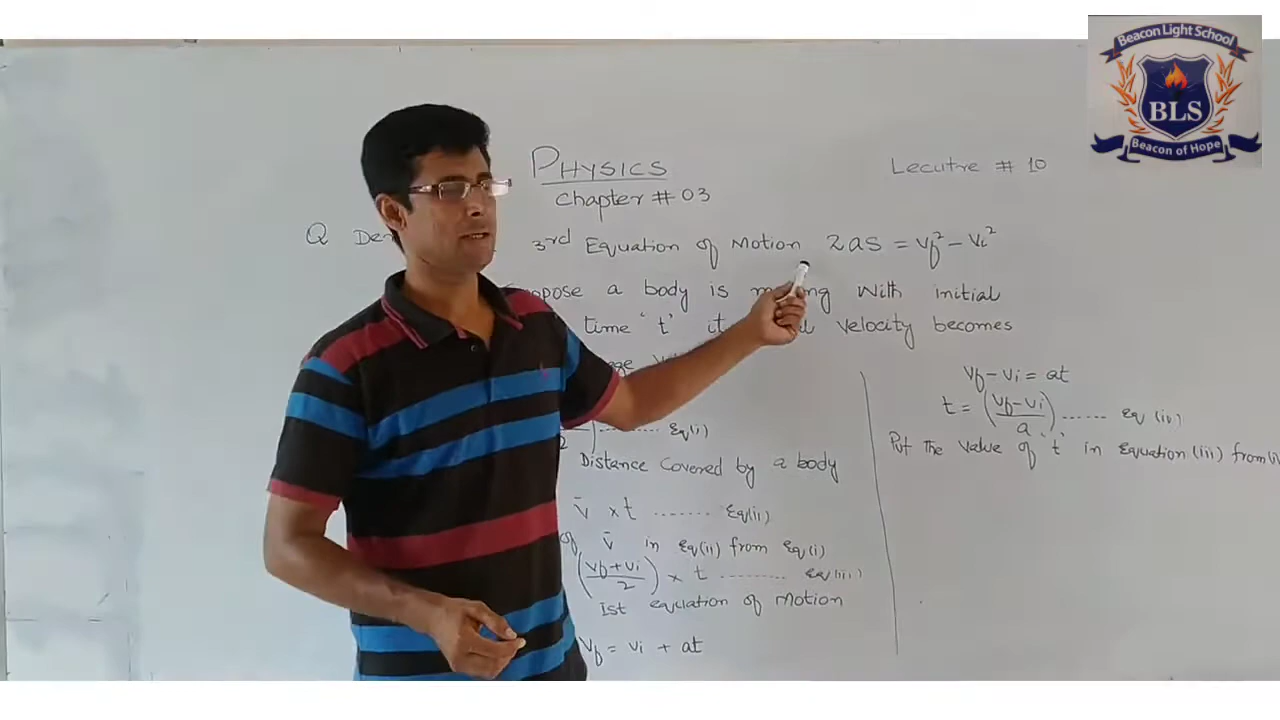 Beacon Light School
BLS
Beacon of Hope
PHYSICS
Lecutre # 10
Chapter # 03
Q
3rd Equation of Motion 2as = vf² - vi²
a body is with initial
time 't' velocity becomes
Eq(i)
Distance Covered by a body
v̄ x t ....... Eq(ii)
of v̄ in Eq(ii) from Eq(i)
(vf + vi / 2) x t ......... Eq(iii)
Ist equation of Motion
vf = vi + at
vf - vi = at
t = (vf - vi / a) ...... Eq (iv)
Put The value of 't' in Equation (iii) from